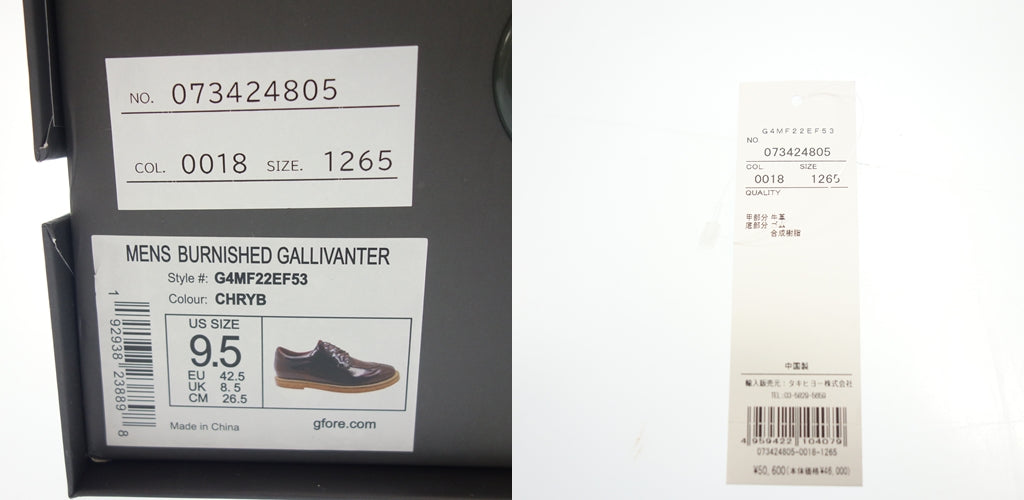 NO. 073424805
COL. 0018 SIZE. 1265
MENS BURNISHED GALLIVANTER
Style #: G4MF22EF53
Colour: CHRYB
US SIZE
9.5
EU 42.5
UK 8.5
CM 26.5
1 92938 23889 8
Made in China
gfore.com
G4MF22EF53
NO.
073424805
COL SIZE
0018 1265
QUALITY
甲部分 牛革
底部分 ゴム
合成樹脂
中国製
輸入販売元：タキヒヨー株式会社
TEL:03-5829-5659
4 959422 104079
073424805-0018-1265
¥50,600(本体価格¥46,000)